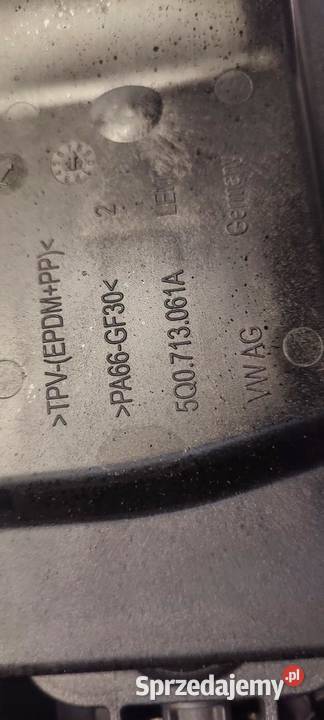 Germany
VW AG
5Q0.713.061A
2
>PA66-GF30<
>TPV-(EPDM+PP)<
Sprzedajemy.pl